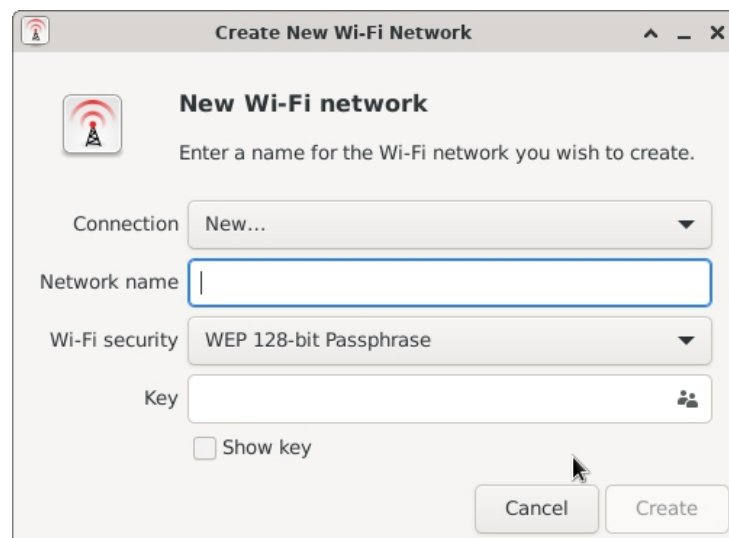 Create New Wi-Fi Network
New Wi-Fi network
Enter a name for the Wi-Fi network you wish to create.
Connection New...
Network name
Wi-Fi security WEP 128-bit Passphrase
Key
Show key
Cancel Create